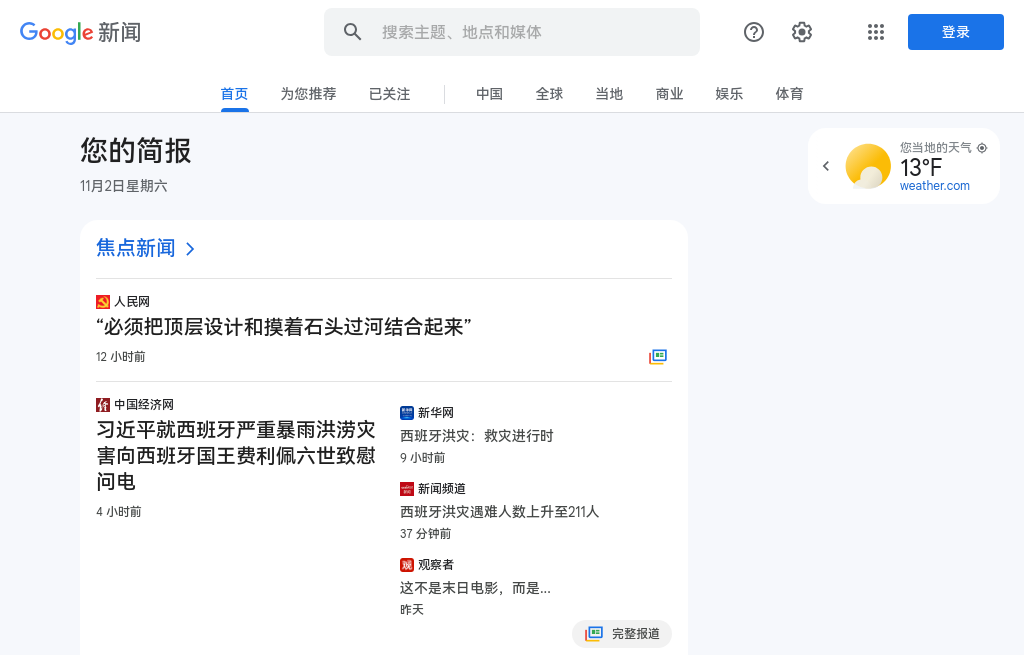 Google 新闻
搜索主题、地点和媒体
登录
首页
为您推荐
已关注
中国
全球
当地
商业
娱乐
体育
您的简报
11月2日星期六
您当地的天气
13°F
weather.com
焦点新闻
人民网
“必须把顶层设计和摸着石头过河结合起来”
12 小时前
中国经济网
习近平就西班牙严重暴雨洪涝灾
害向西班牙国王费利佩六世致慰
问电
4 小时前
新华网
西班牙洪灾：救灾进行时
9 小时前
新闻频道
西班牙洪灾遇难人数上升至211人
37 分钟前
观察者
这不是末日电影，而是...
昨天
完整报道